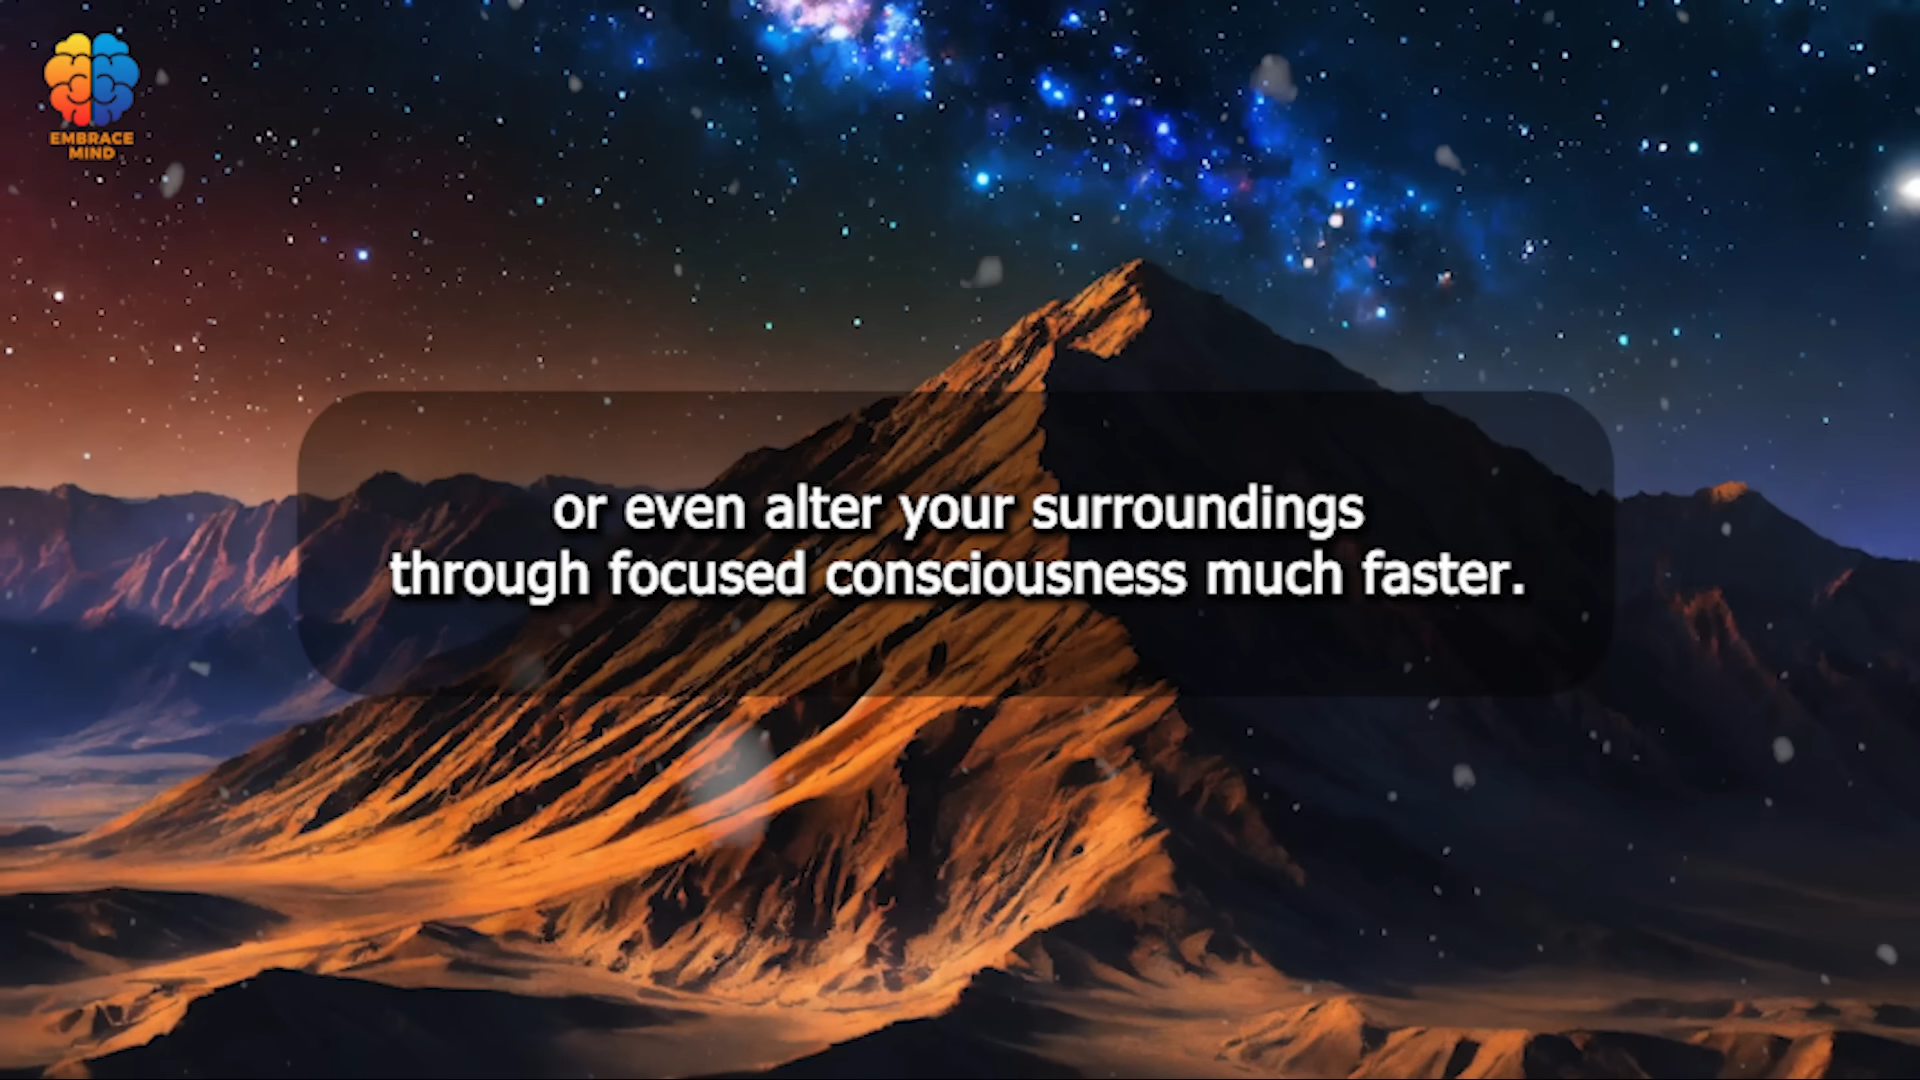 EMBRACE
MIND
or even alter your surroundings
through focused consciousness much faster.